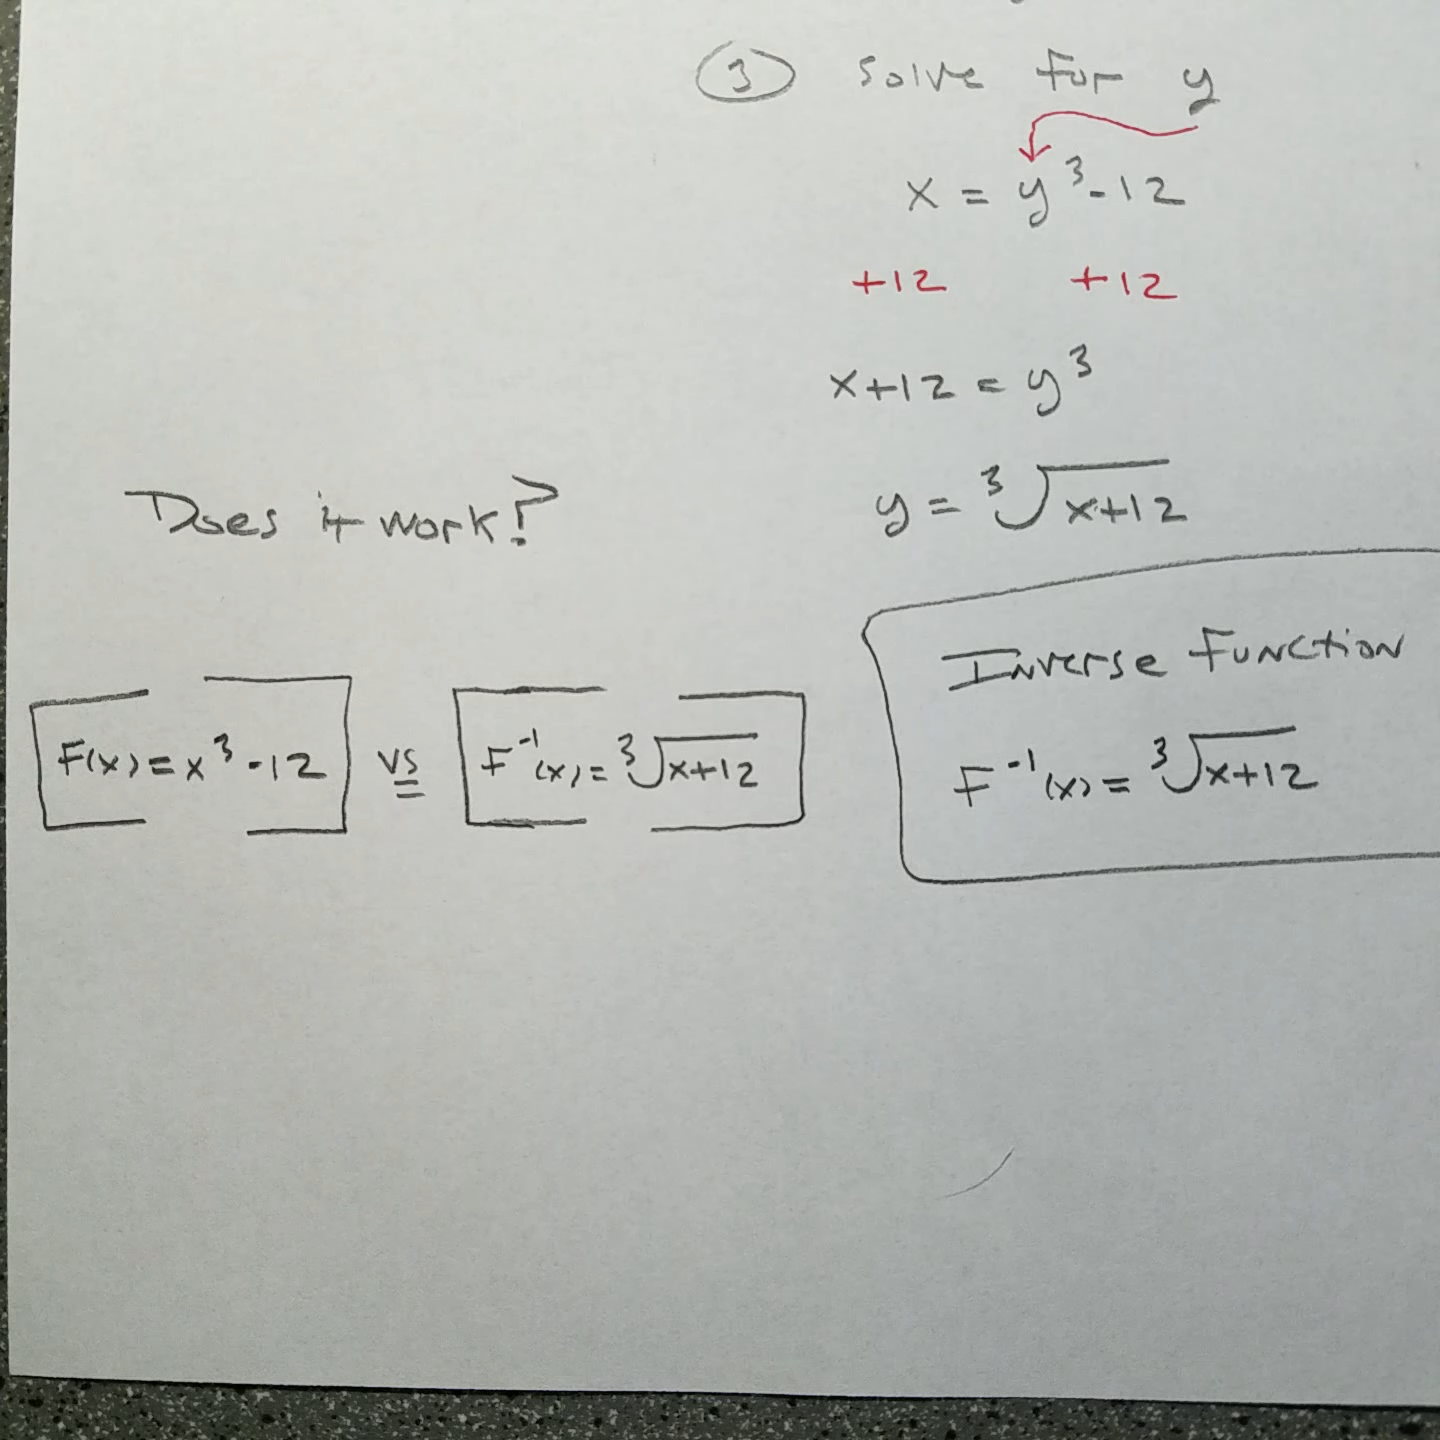 ③ Solve for y
x = y³-12
+12 +12
x+12 = y³
y = ³√x+12
Does it work?
Inverse Function
F⁻¹(x) = ³√x+12
F(x) = x³-12 vs F⁻¹(x) = ³√x+12